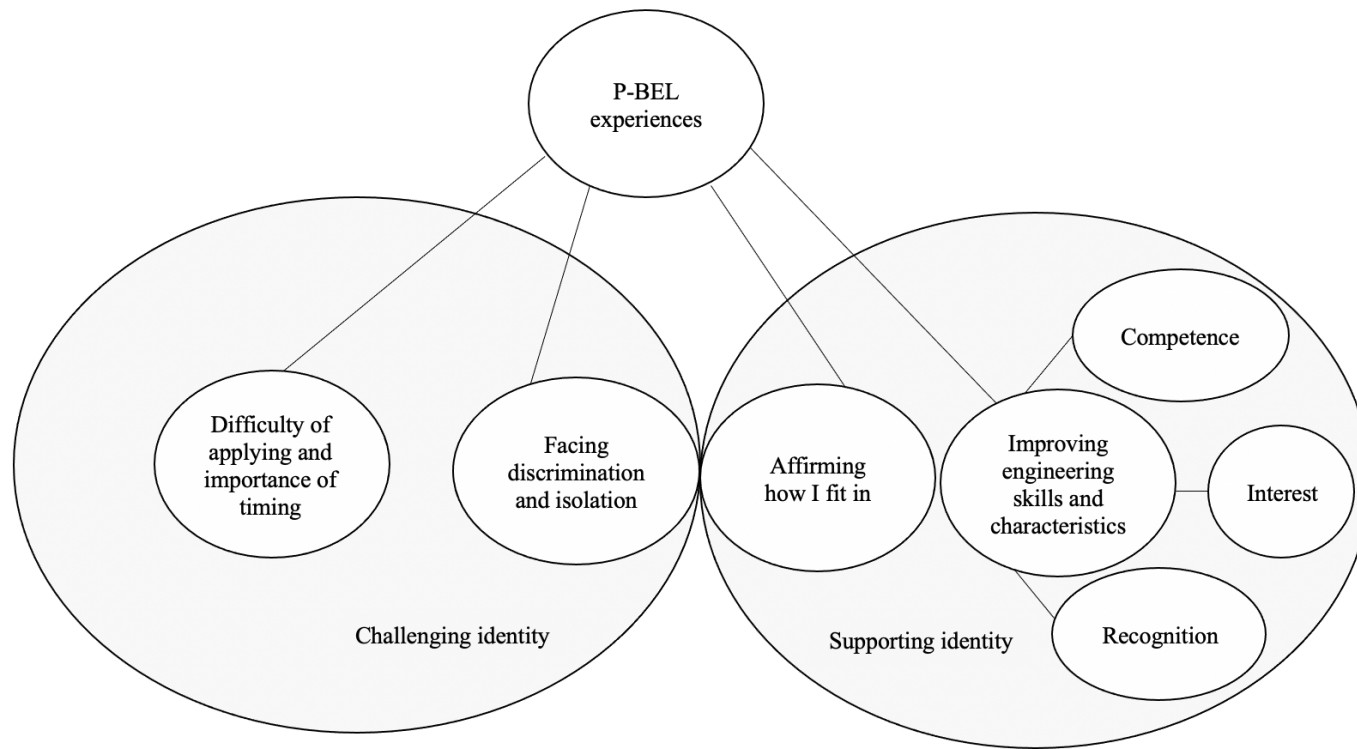 P-BEL
experiences
Difficulty of
applying and
importance of
timing
Facing
discrimination
and isolation
Affirming
how I fit in
Improving
engineering
skills and
characteristics
Competence
Interest
Recognition
Challenging identity
Supporting identity